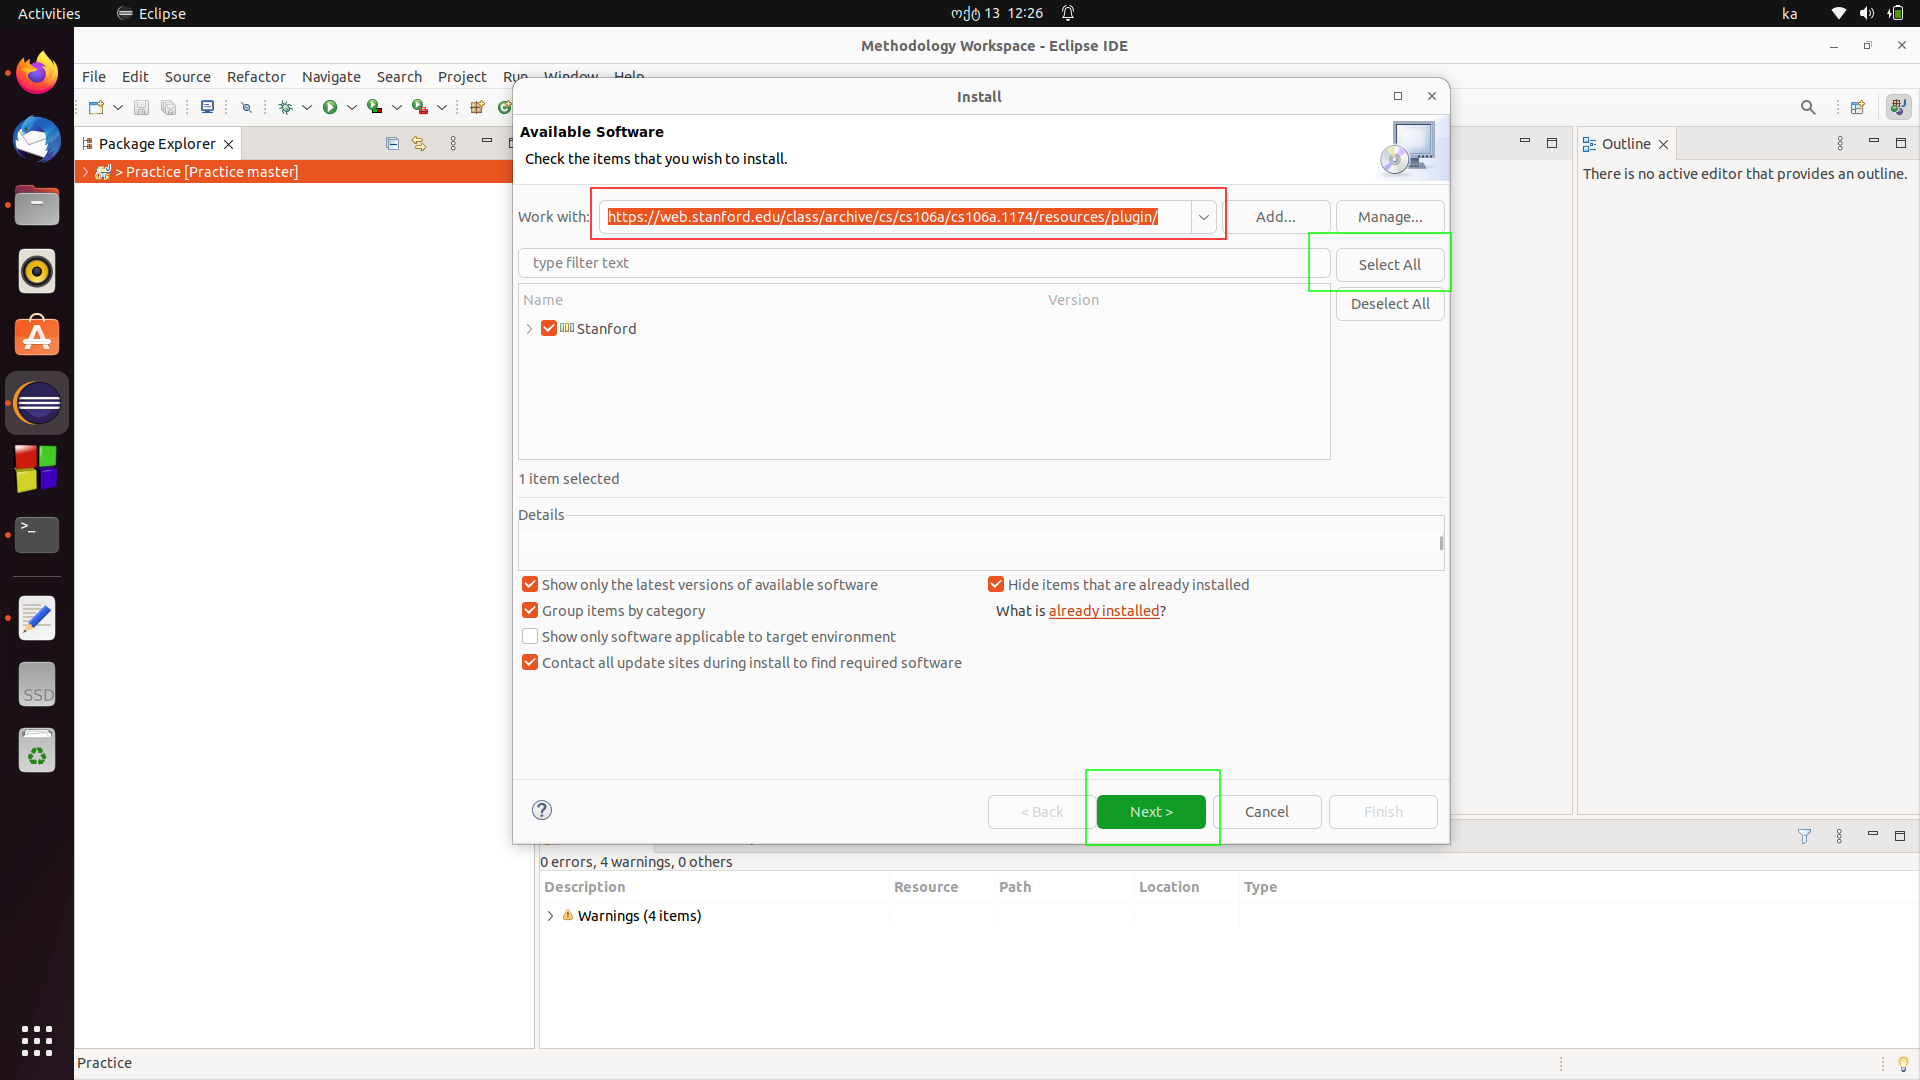 Activities Eclipse ოქტ 13 12:26 ka
Methodology Workspace - Eclipse IDE
File Edit Source Refactor Navigate Search Project Run Window Help
Install
Package Explorer
> Practice [Practice master]
Available Software
Check the items that you wish to install.
Work with: https://web.stanford.edu/class/archive/cs/cs106a/cs106a.1174/resources/plugin/ Add... Manage...
type filter text Select All
Deselect All
Name Version
Stanford
1 item selected
Details
Show only the latest versions of available software Hide items that are already installed
Group items by category What is already installed?
Show only software applicable to target environment
Contact all update sites during install to find required software
< Back Next > Cancel Finish
Outline
There is no active editor that provides an outline.
0 errors, 4 warnings, 0 others
Description Resource Path Location Type
Warnings (4 items)
SSD
Practice